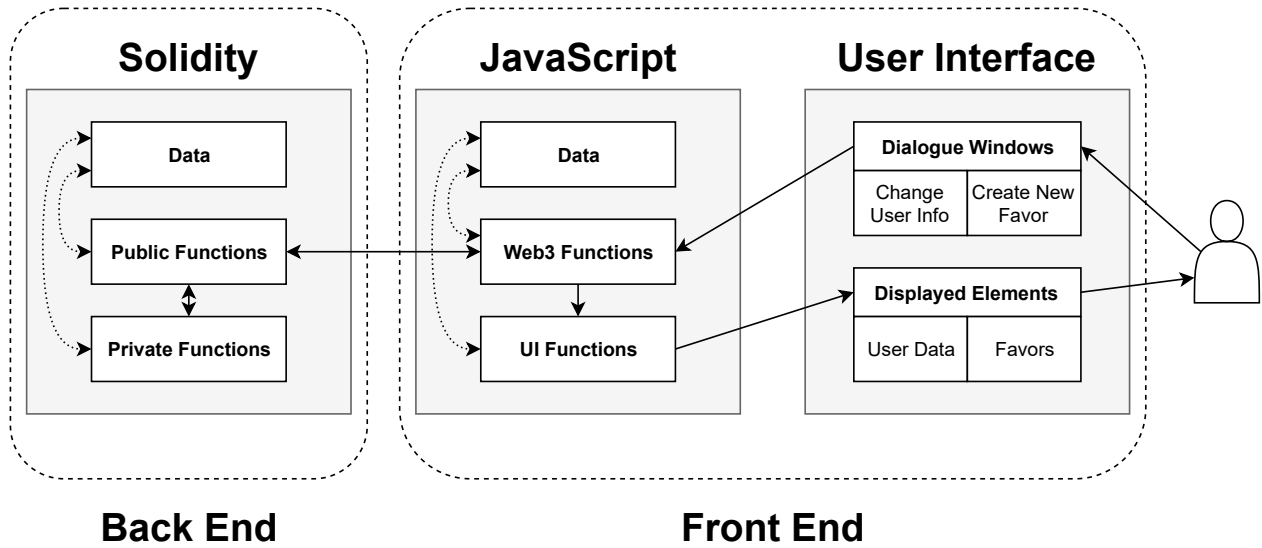 Solidity
Data
Public Functions
Private Functions
Back End
JavaScript
Data
Web3 Functions
UI Functions
User Interface
Dialogue Windows
Change
User Info
Create New
Favor
Displayed Elements
User Data
Favors
Front End